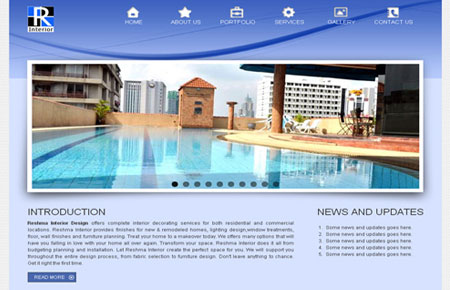 R
Interior
HOME
ABOUT US
PORTFOLIO
SERVICES
GALLERY
CONTACT US
INTRODUCTION
Reshma Interior Design offers complete interior decorating services for both residential and commercial
locations. Reshma Interior provides finishes for new & remodeled homes, lighting design,window treatments,
floor, wall finishes and furniture planning. Treat your home to a makeover today. We offers many options that will
have you falling in love with your home all over again. Transform your space. Reshma Interior does it all from
budgeting planning and installation. Let Reshma Interior create the perfect space for you. We will support you
throughout the entire design process, from fabric selection to furniture design. Don't leave anything to chance.
Get it right the first time.
READ MORE
NEWS AND UPDATES
1. Some news and updates goes here.
2. Some news and updates goes here.
3. Some news and updates goes here.
4. Some news and updates goes here.
5. Some news and updates goes here.